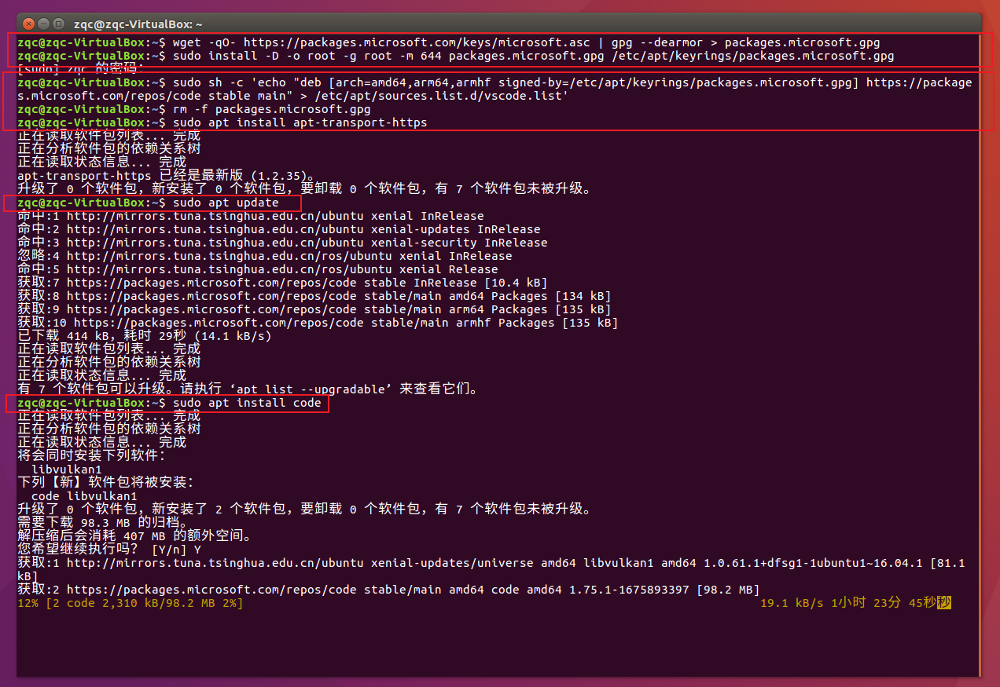 zqc@zqc-VirtualBox: ~
zqc@zqc-VirtualBox:~$ wget -qO- https://packages.microsoft.com/keys/microsoft.asc | gpg --dearmor > packages.microsoft.gpg
zqc@zqc-VirtualBox:~$ sudo install -D -o root -g root -m 644 packages.microsoft.gpg /etc/apt/keyrings/packages.microsoft.gpg
[sudo] zqc 的密码：
zqc@zqc-VirtualBox:~$ sudo sh -c 'echo "deb [arch=amd64,arm64,armhf signed-by=/etc/apt/keyrings/packages.microsoft.gpg] https://package
s.microsoft.com/repos/code stable main" > /etc/apt/sources.list.d/vscode.list'
zqc@zqc-VirtualBox:~$ rm -f packages.microsoft.gpg
zqc@zqc-VirtualBox:~$ sudo apt install apt-transport-https
正在读取软件包列表... 完成
正在分析软件包的依赖关系树
正在读取状态信息... 完成
apt-transport-https 已经是最新版 (1.2.35)。
升级了 0 个软件包，新安装了 0 个软件包，要卸载 0 个软件包，有 7 个软件包未被升级。
zqc@zqc-VirtualBox:~$ sudo apt update
命中:1 http://mirrors.tuna.tsinghua.edu.cn/ubuntu xenial InRelease
命中:2 http://mirrors.tuna.tsinghua.edu.cn/ubuntu xenial-updates InRelease
命中:3 http://mirrors.tuna.tsinghua.edu.cn/ubuntu xenial-security InRelease
忽略:4 http://mirrors.tuna.tsinghua.edu.cn/ros/ubuntu xenial InRelease
命中:5 http://mirrors.tuna.tsinghua.edu.cn/ros/ubuntu xenial Release
获取:7 https://packages.microsoft.com/repos/code stable InRelease [10.4 kB]
获取:8 https://packages.microsoft.com/repos/code stable/main amd64 Packages [134 kB]
获取:9 https://packages.microsoft.com/repos/code stable/main arm64 Packages [135 kB]
获取:10 https://packages.microsoft.com/repos/code stable/main armhf Packages [135 kB]
已下载 414 kB，耗时 29秒 (14.1 kB/s)
正在读取软件包列表... 完成
正在分析软件包的依赖关系树
正在读取状态信息... 完成
有 7 个软件包可以升级。请执行 ‘apt list --upgradable’ 来查看它们。
zqc@zqc-VirtualBox:~$ sudo apt install code
正在读取软件包列表... 完成
正在分析软件包的依赖关系树
正在读取状态信息... 完成
将会同时安装下列软件：
libvulkan1
下列【新】软件包将被安装：
code libvulkan1
升级了 0 个软件包，新安装了 2 个软件包，要卸载 0 个软件包，有 7 个软件包未被升级。
需要下载 98.3 MB 的归档。
解压缩后会消耗 407 MB 的额外空间。
您希望继续执行吗？ [Y/n] Y
获取:1 http://mirrors.tuna.tsinghua.edu.cn/ubuntu xenial-updates/universe amd64 libvulkan1 amd64 1.0.61.1+dfsg1-1ubuntu1~16.04.1 [81.1
kB]
获取:2 https://packages.microsoft.com/repos/code stable/main amd64 code amd64 1.75.1-1675893397 [98.2 MB]
12% [2 code 2,310 kB/98.2 MB 2%] 19.1 kB/s 1小时 23分 45秒秒